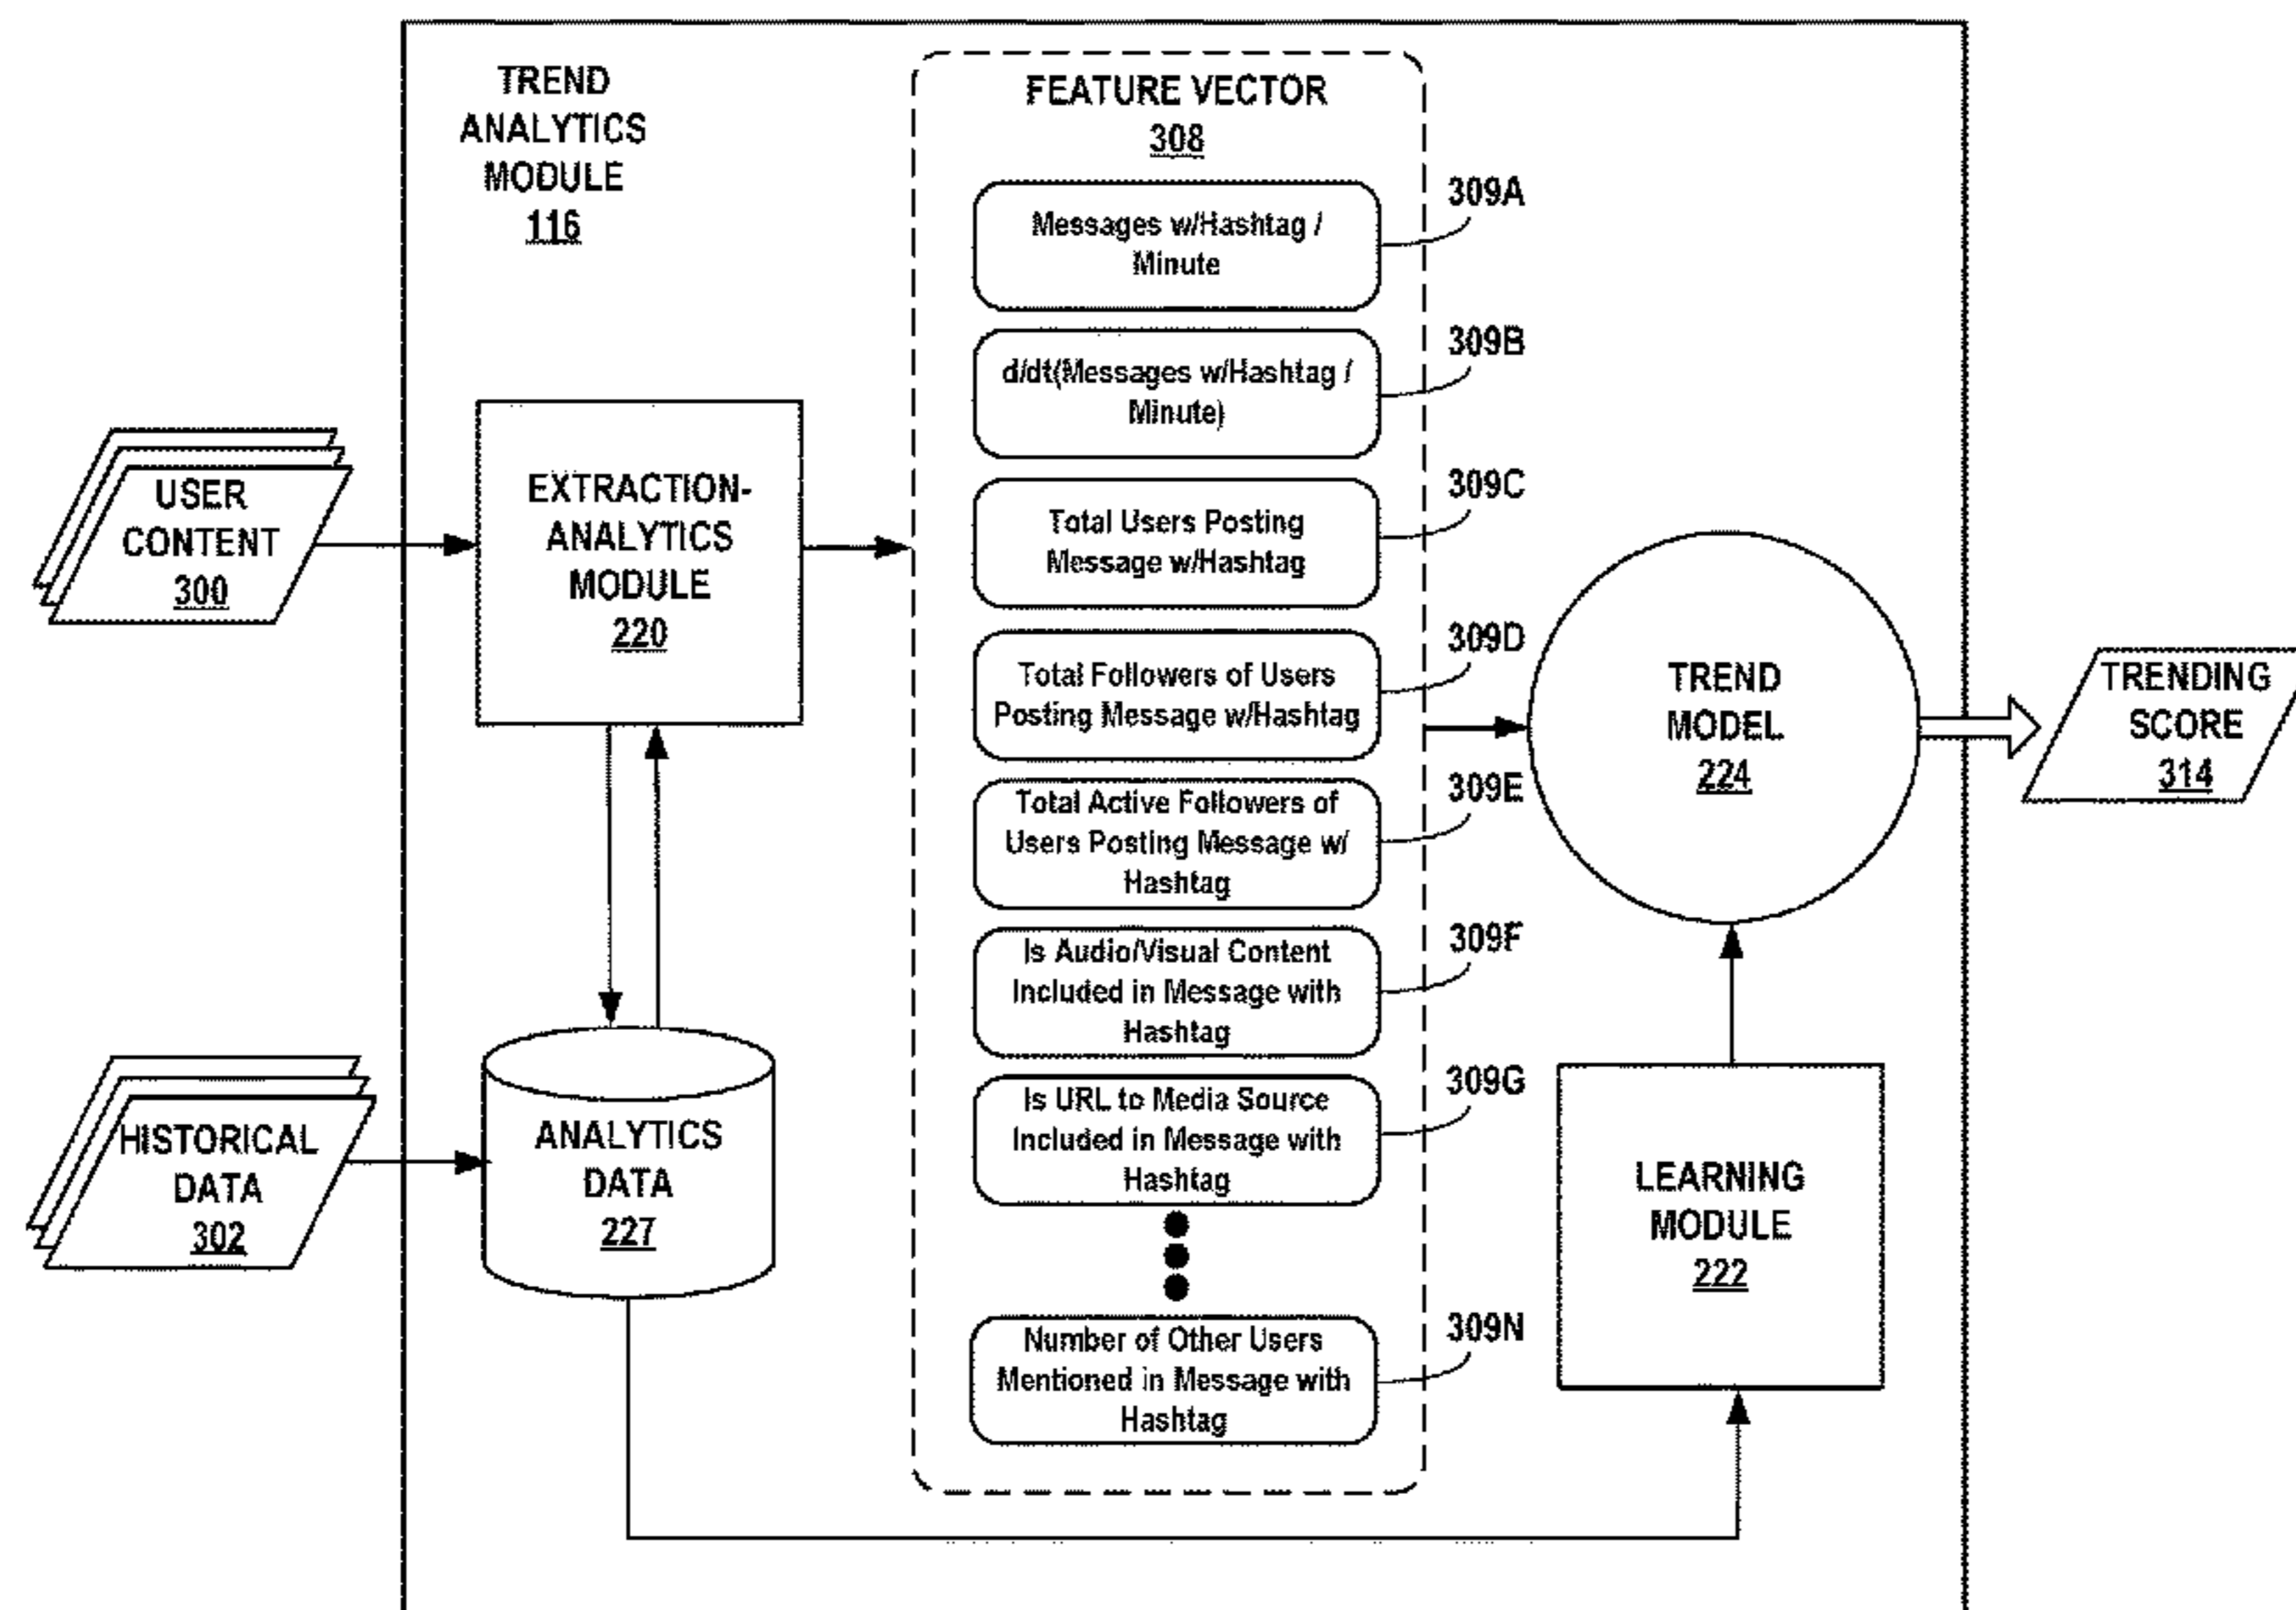 TREND
ANALYTICS
MODULE
116
FEATURE VECTOR
308
Messages w/Hashtag /
Minute
309A
d/dt(Messages w/Hashtag /
Minute)
309B
Total Users Posting
Message w/Hashtag
309C
Total Followers of Users
Posting Message w/Hashtag
309D
Total Active Followers of
Users Posting Message w/
Hashtag
309E
Is Audio/Visual Content
Included in Message with
Hashtag
309F
Is URL to Media Source
Included in Message with
Hashtag
309G
Number of Other Users
Mentioned in Message with
Hashtag
309N
USER
CONTENT
300
EXTRACTION-
ANALYTICS
MODULE
220
HISTORICAL
DATA
302
ANALYTICS
DATA
227
TREND
MODEL
224
LEARNING
MODULE
222
TRENDING
SCORE
314